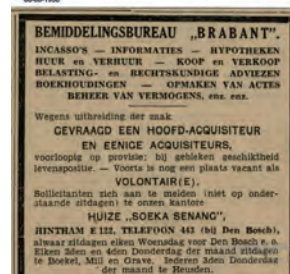 BEMIDDELINGSBUREAU „BRABANT".
INCASSO'S — INFORMATIES — HYPOTHEKEN
HUUR en VERHUUR — KOOP en VERKOOP
BELASTING- en RECHTSKUNDIGE ADVIEZEN
BOEKHOUDINGEN — OPMAKEN VAN ACTES
BEHEER VAN VERMOGENS, enz. enz.
Wegens uitbreiding der zaak
GEVRAAGD EEN HOOFD-ACQUISITEUR
EN EENIGE ACQUISITEURS,
voorloopig op provisie; bij gebleken geschiktheid
levenspositie. — Voorts is nog een plaats vacant als
VOLONTAIR(E).
Sollicitanten zich aan te melden (niet op onder-
staande zitdagen) te onzen kantore
HUIZE „SOEKA SENANG",
HINTHAM E 122, TELEFOON 443 (bij Den Bosch),
alwaar zitdagen elken Woensdag voor Den Bosch e. o.
Elken 2den en 4den Donderdag der maand zitdagen
te Boekel, Mill en Grave. Iederen 3den Donderdag
der maand te Heusden.